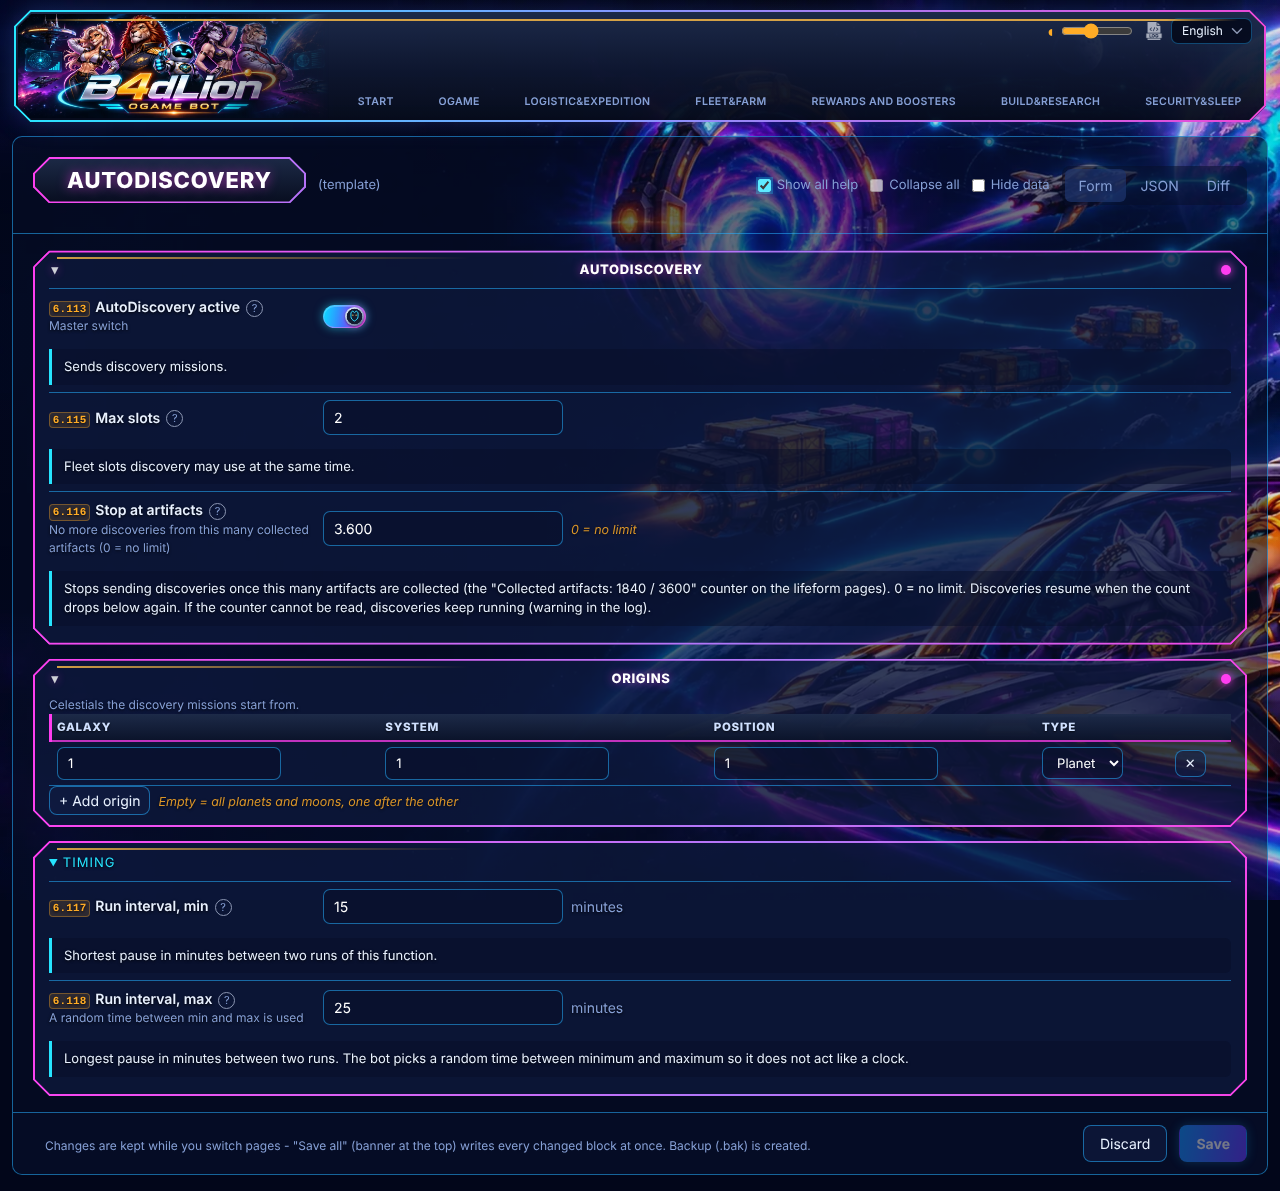 B4dLion
OGAME BOT
English
START OGAME LOGISTIC&EXPEDITION FLEET&FARM REWARDS AND BOOSTERS BUILD&RESEARCH SECURITY&SLEEP
AUTODISCOVERY (template) Show all help Collapse all Hide data Form JSON Diff
▼ AUTODISCOVERY
6.113 AutoDiscovery active ?
Master switch
Sends discovery missions.
6.115 Max slots ? 2
Fleet slots discovery may use at the same time.
6.116 Stop at artifacts ?
No more discoveries from this many collected
artifacts (0 = no limit)
3.600 0 = no limit
Stops sending discoveries once this many artifacts are collected (the "Collected artifacts: 1840 / 3600" counter on the lifeform pages). 0 = no limit. Discoveries resume when the count
drops below again. If the counter cannot be read, discoveries keep running (warning in the log).
▼ ORIGINS
Celestials the discovery missions start from.
GALAXY SYSTEM POSITION TYPE
1 1 1 Planet ✕
+ Add origin Empty = all planets and moons, one after the other
▼ TIMING
6.117 Run interval, min ? 15 minutes
Shortest pause in minutes between two runs of this function.
6.118 Run interval, max ? 25 minutes
A random time between min and max is used
Longest pause in minutes between two runs. The bot picks a random time between minimum and maximum so it does not act like a clock.
Changes are kept while you switch pages - "Save all" (banner at the top) writes every changed block at once. Backup (.bak) is created. Discard Save